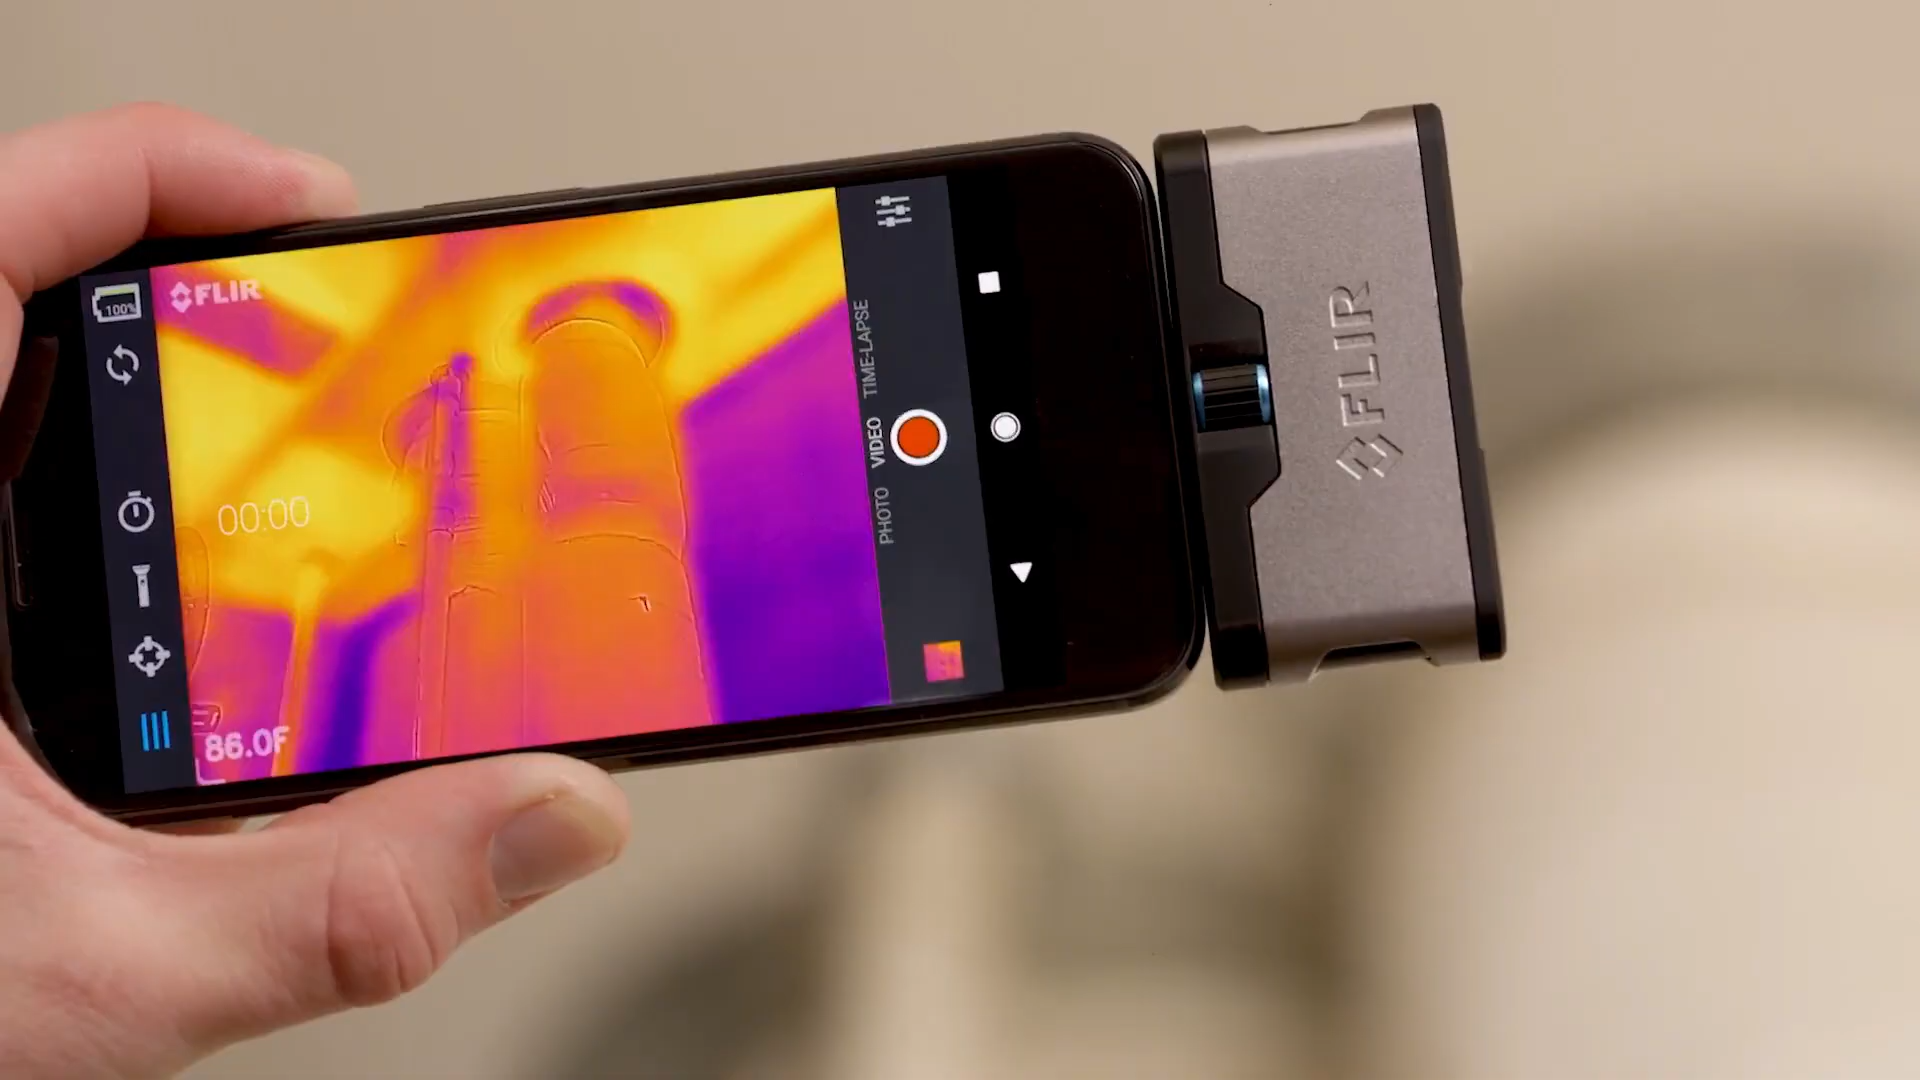 100%
FLIR
00:00
86.0F
TIME-LAPSE
VIDEO
PHOTO
FLIR